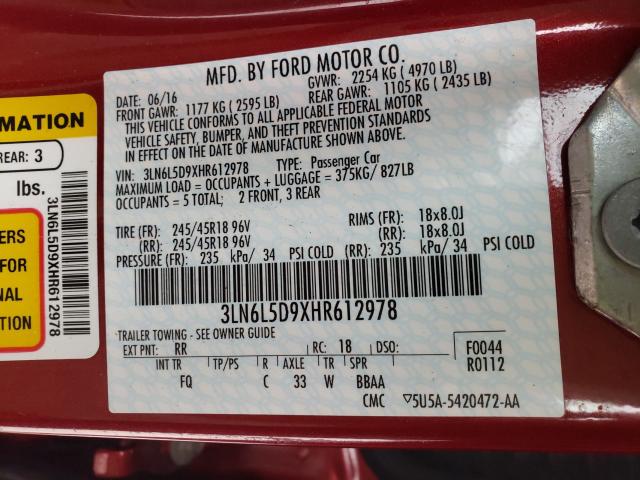 MFD. BY FORD MOTOR CO.
DATE: 06/16 GVWR: 2254 KG ( 4970 LB)
FRONT GAWR: 1177 KG ( 2595 LB) REAR GAWR: 1105 KG ( 2435 LB)
THIS VEHICLE CONFORMS TO ALL APPLICABLE FEDERAL MOTOR
VEHICLE SAFETY, BUMPER, AND THEFT PREVENTION STANDARDS
IN EFFECT ON THE DATE OF MANUFACTURE SHOWN ABOVE.
VIN: 3LN6L5D9XHR612978 TYPE: Passenger Car
MAXIMUM LOAD = OCCUPANTS + LUGGAGE = 375KG/ 827LB
OCCUPANTS = 5 TOTAL; 2 FRONT, 3 REAR
TIRE (FR): 245/45R18 96V RIMS (FR): 18x8.0J
(RR): 245/45R18 96V (RR): 18x8.0J
PRESSURE (FR): 235 kPa/ 34 PSI COLD (RR): 235 kPa/ 34 PSI COLD
3LN6L5D9XHR612978
TRAILER TOWING - SEE OWNER GUIDE
EXT PNT: RR RC: 18 DSO:
INT TR TP/PS R AXLE TR SPR
FQ C 33 W BBAA
F0044
R0112
CMC ▽5U5A-5420472-AA
RMATION
REAR: 3
lbs.
ERS
FOR
NAL
N
3LN6L5D9XHR612978